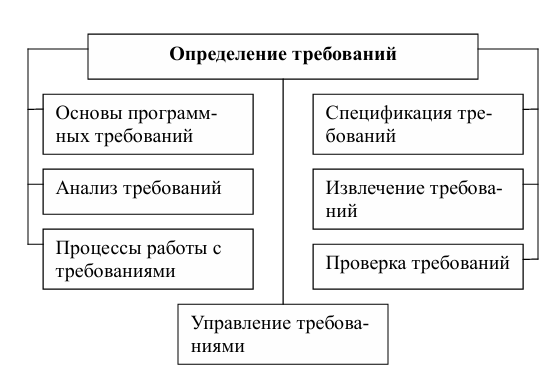 Определение требований
Основы программ-
ных требований
Анализ требований
Процессы работы с
требованиями
Спецификация тре-
бований
Извлечение требова-
ний
Проверка требований
Управление требова-
ниями